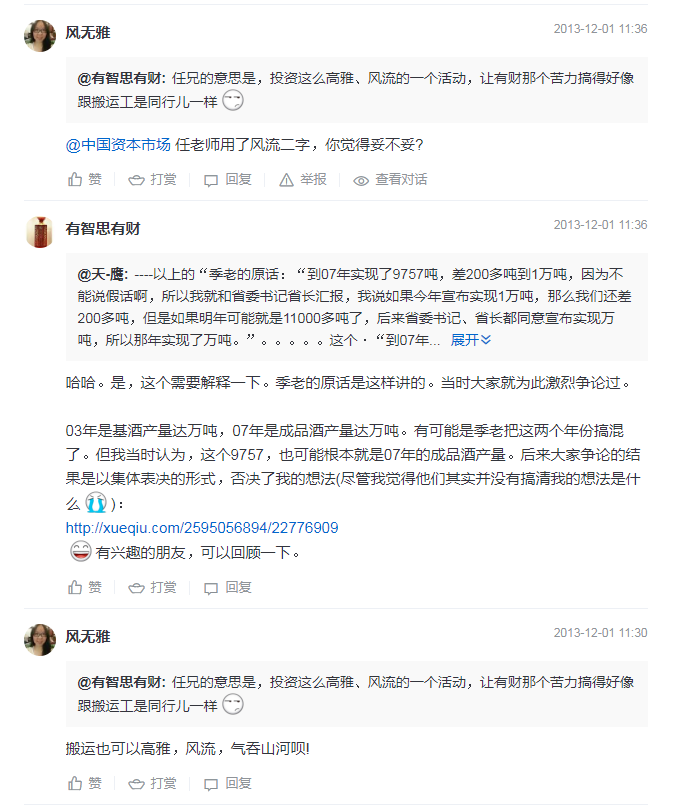 风无雅
2013-12-01 11:36
@有智思有财: 任兄的意思是，投资这么高雅、风流的一个活动，让有财那个苦力搞得好像
跟搬运工是同行儿一样
@中国资本市场 任老师用了风流二字，你觉得妥不妥?
赞 打赏 回复 举报 查看对话
有智思有财
2013-12-01 11:36
@天-鹰: ----以上的“季老的原话：“到07年实现了9757吨，差200多吨到1万吨，因为不
能说假话啊，所以我就和省委书记省长汇报，我说如果今年宣布实现1万吨，那么我们还差
200多吨，但是如果明年可能就是11000多吨了，后来省委书记、省长都同意宣布实现万
吨，所以那年实现了万吨。”。。。。。这个·“到07年... 展开
哈哈。是，这个需要解释一下。季老的原话是这样讲的。当时大家就为此激烈争论过。
03年是基酒产量达万吨，07年是成品酒产量达万吨。有可能是季老把这两个年份搞混
了。但我当时认为，这个9757，也可能根本就是07年的成品酒产量。后来大家争论的结
果是以集体表决的形式，否决了我的想法(尽管我觉得他们其实并没有搞清我的想法是什
么 )：
http://xueqiu.com/2595056894/22776909
有兴趣的朋友，可以回顾一下。
赞 打赏 回复
风无雅
2013-12-01 11:30
@有智思有财: 任兄的意思是，投资这么高雅、风流的一个活动，让有财那个苦力搞得好像
跟搬运工是同行儿一样
搬运也可以高雅，风流，气吞山河呗!
赞 打赏 回复